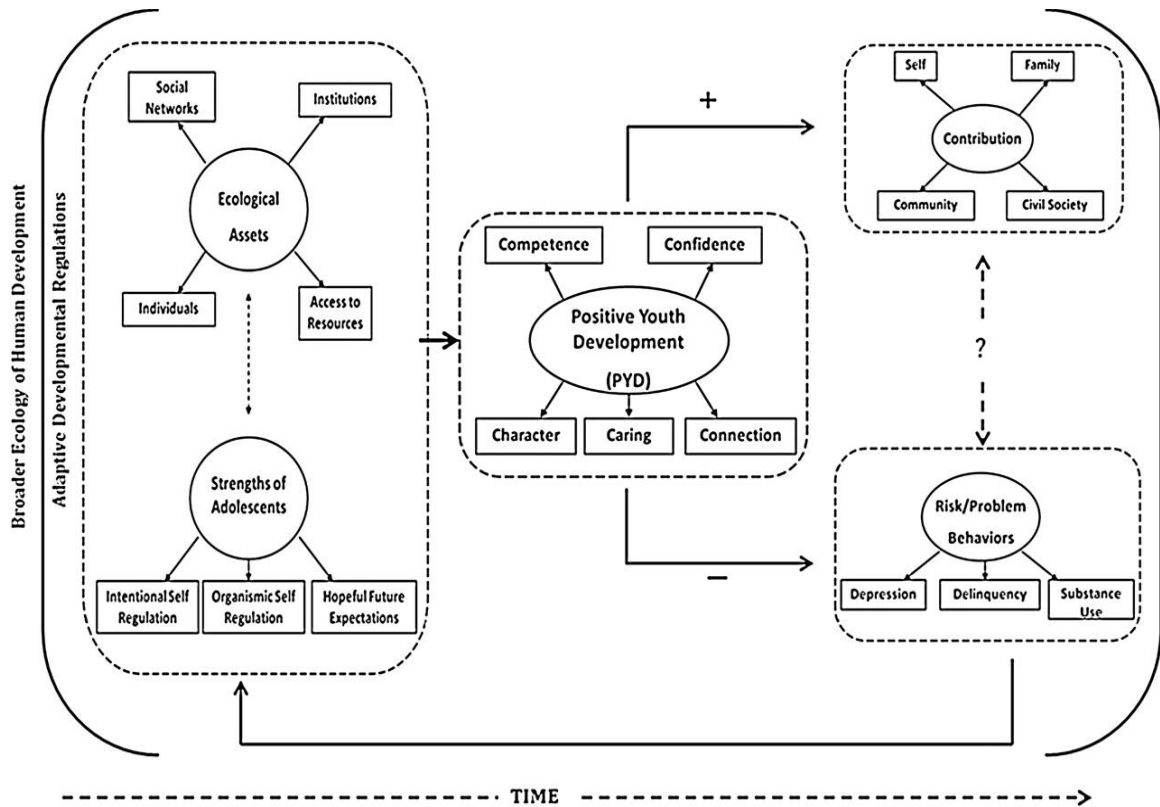 Broader Ecology of Human Development
Adaptive Developmental Regulations
Social
Networks
Institutions
Ecological
Assets
Individuals
Access to
Resources
Strengths of
Adolescents
Intentional Self
Regulation
Organismic Self
Regulation
Hopeful Future
Expectations
Competence
Confidence
Positive Youth
Development
(PYD)
Character
Caring
Connection
+
−
Self
Family
Contribution
Community
Civil Society
?
Risk/Problem
Behaviors
Depression
Delinquency
Substance
Use
TIME